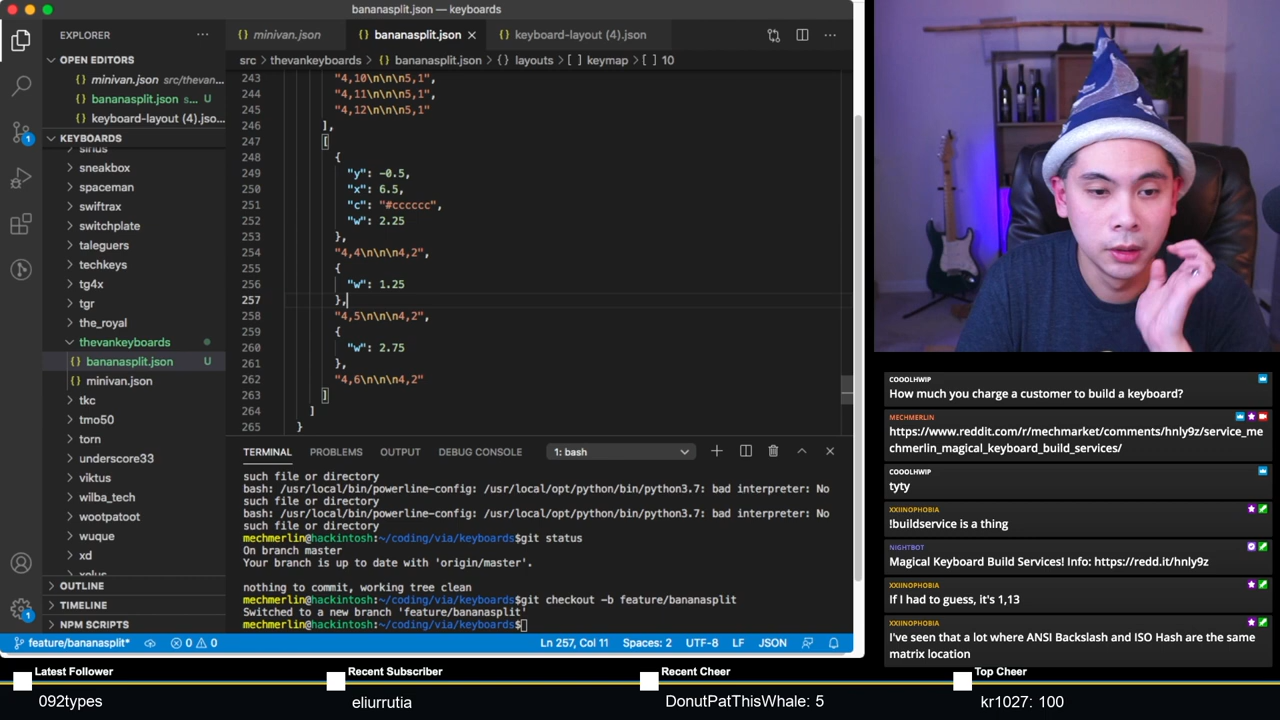 bananasplit.json — keyboards
EXPLORER
OPEN EDITORS
minivan.json src/thevan...
bananasplit.json s... U
keyboard-layout (4).jso...
KEYBOARDS
sirius
sneakbox
spaceman
swiftrax
switchplate
taleguers
techkeys
tg4x
tgr
the_royal
thevankeyboards
bananasplit.json U
minivan.json
tkc
tmo50
torn
underscore33
viktus
wilba_tech
wootpatoot
wuque
xd
xelus
OUTLINE
TIMELINE
NPM SCRIPTS
1
1
minivan.json
bananasplit.json
keyboard-layout (4).json
src > thevankeyboards > bananasplit.json > layouts > keymap > 10
243 "4,10\n\n\n5,1",
244 "4,11\n\n\n5,1",
245 "4,12\n\n\n5,1"
246 ],
247 [
248 {
249 "y": -0.5,
250 "x": 6.5,
251 "c": "#cccccc",
252 "w": 2.25
253 },
254 "4,4\n\n\n4,2",
255 {
256 "w": 1.25
257 },
258 "4,5\n\n\n4,2",
259 {
260 "w": 2.75
261 },
262 "4,6\n\n\n4,2"
263 ]
264 ]
265 }
TERMINAL PROBLEMS OUTPUT DEBUG CONSOLE 1: bash
such file or directory
bash: /usr/local/bin/powerline-config: /usr/local/opt/python/bin/python3.7: bad interpreter: No
such file or directory
bash: /usr/local/bin/powerline-config: /usr/local/opt/python/bin/python3.7: bad interpreter: No
such file or directory
mechmerlin@hackintosh:~/coding/via/keyboards$git status
On branch master
Your branch is up to date with 'origin/master'.
nothing to commit, working tree clean
mechmerlin@hackintosh:~/coding/via/keyboards$git checkout -b feature/bananasplit
Switched to a new branch 'feature/bananasplit'
mechmerlin@hackintosh:~/coding/via/keyboards$
feature/bananasplit* 0 0 Ln 257, Col 11 Spaces: 2 UTF-8 LF JSON
COOOLHWIP
How much you charge a customer to build a keyboard?
MECHMERLIN
https://www.reddit.com/r/mechmarket/comments/hnly9z/service_me
chmerlin_magical_keyboard_build_services/
COOOLHWIP
tyty
XXIINOPHOBIA
!buildservice is a thing
NIGHTBOT
Magical Keyboard Build Services! Info: https://redd.it/hnly9z
XXIINOPHOBIA
If I had to guess, it's 1,13
XXIINOPHOBIA
I've seen that a lot where ANSI Backslash and ISO Hash are the same
matrix location
Latest Follower
092types
Recent Subscriber
eliurrutia
Recent Cheer
DonutPatThisWhale: 5
Top Cheer
kr1027: 100